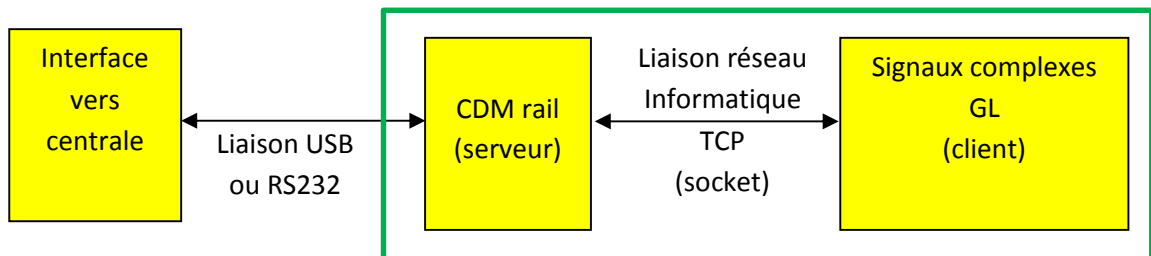 Interface
vers
centrale
Liaison USB
ou RS232
CDM rail
(serveur)
Liaison réseau
Informatique
TCP
(socket)
Signaux complexes
GL
(client)